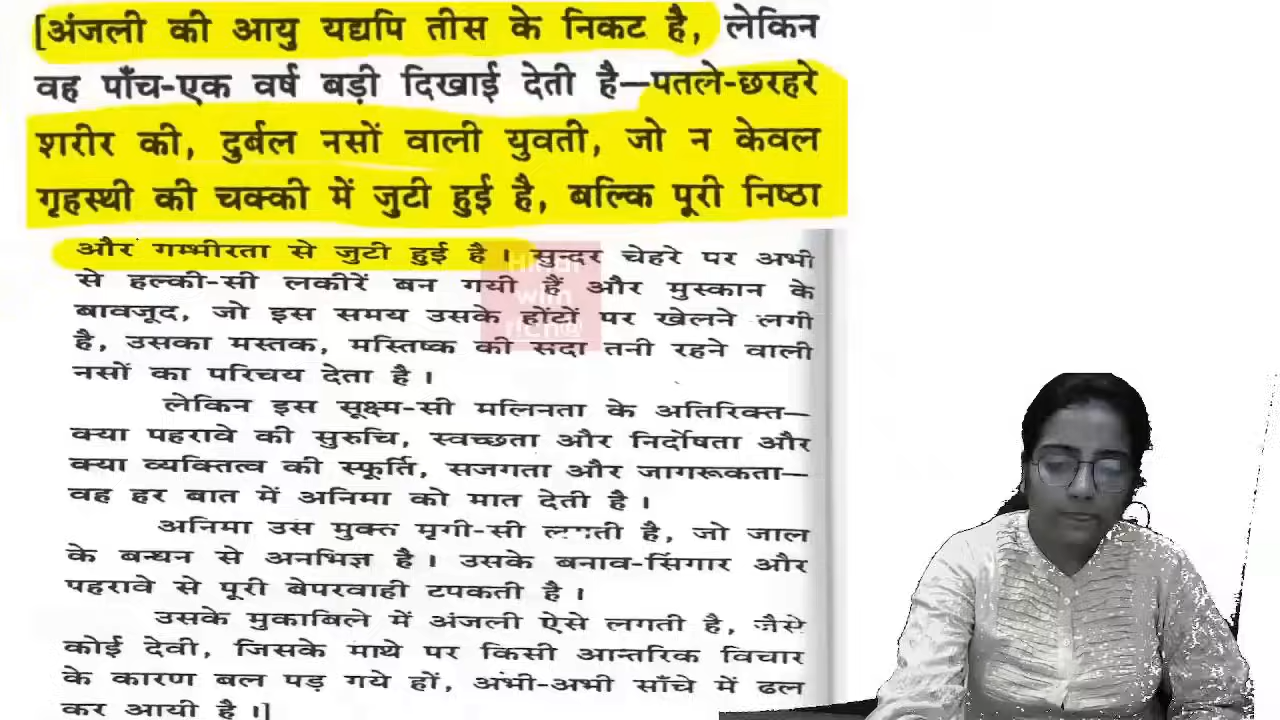 [अंजली की आयु यद्यपि तीस के निकट है, लेकिन
वह पाँच-एक वर्ष बड़ी दिखाई देती है—पतले-छरहरे
शरीर की, दुर्बल नसों वाली युवती, जो न केवल
गृहस्थी की चक्की में जुटी हुई है, बल्कि पूरी निष्ठा
और गम्भीरता से जुटी हुई है। सुन्दर चेहरे पर अभी
से हल्की-सी लकीरें बन गयी हैं और मुस्कान के
बावजूद, जो इस समय उसके होंटों पर खेलने लगी
है, उसका मस्तक, मस्तिष्क की सदा तनी रहने वाली
नसों का परिचय देता है।
लेकिन इस सूक्ष्म-सी मलिनता के अतिरिक्त—
क्या पहरावे की सुरुचि, स्वच्छता और निर्दोषता और
क्या व्यक्तित्व की स्फूर्ति, सजगता और जागरूकता—
वह हर बात में अनिमा को मात देती है।
अनिमा उस मुक्त मृगी-सी लगती है, जो जाल
के बन्धन से अनभिज्ञ है। उसके बनाव-सिंगार और
पहरावे से पूरी बेपरवाही टपकती है।
उसके मुकाबिले में अंजली ऐसे लगती है, जैसे
कोई देवी, जिसके माथे पर किसी आन्तरिक विचार
के कारण बल पड़ गये हों, अभी-अभी साँचे में ढल
कर आयी है।]